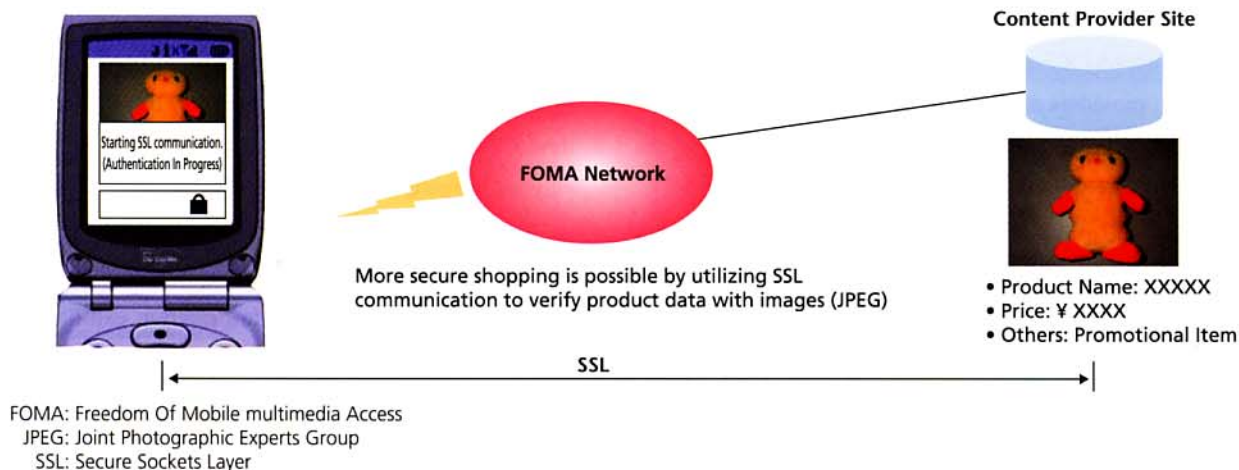 Content Provider Site
Starting SSL communication.
(Authentication In Progress)
FOMA Network
More secure shopping is possible by utilizing SSL
communication to verify product data with images (JPEG)
• Product Name: XXXXX
• Price: ¥ XXXX
• Others: Promotional Item
SSL
FOMA: Freedom Of Mobile multimedia Access
JPEG: Joint Photographic Experts Group
SSL: Secure Sockets Layer